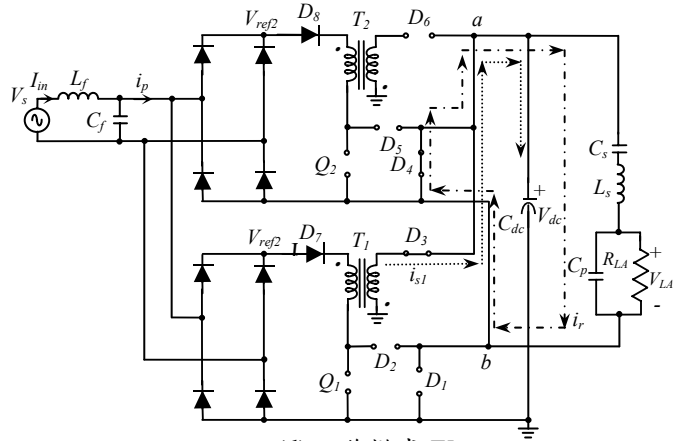 V_ref2 D_8 T_2 D_6 a
I_in L_f i_p
V_s
C_f
D_5
Q_2 D_4
C_s
L_s
C_dc + V_dc
V_ref2 D_7 T_1 D_3
i_s1
C_p R_LA + V_LA -
i_r
D_2 b
Q_1 D_1